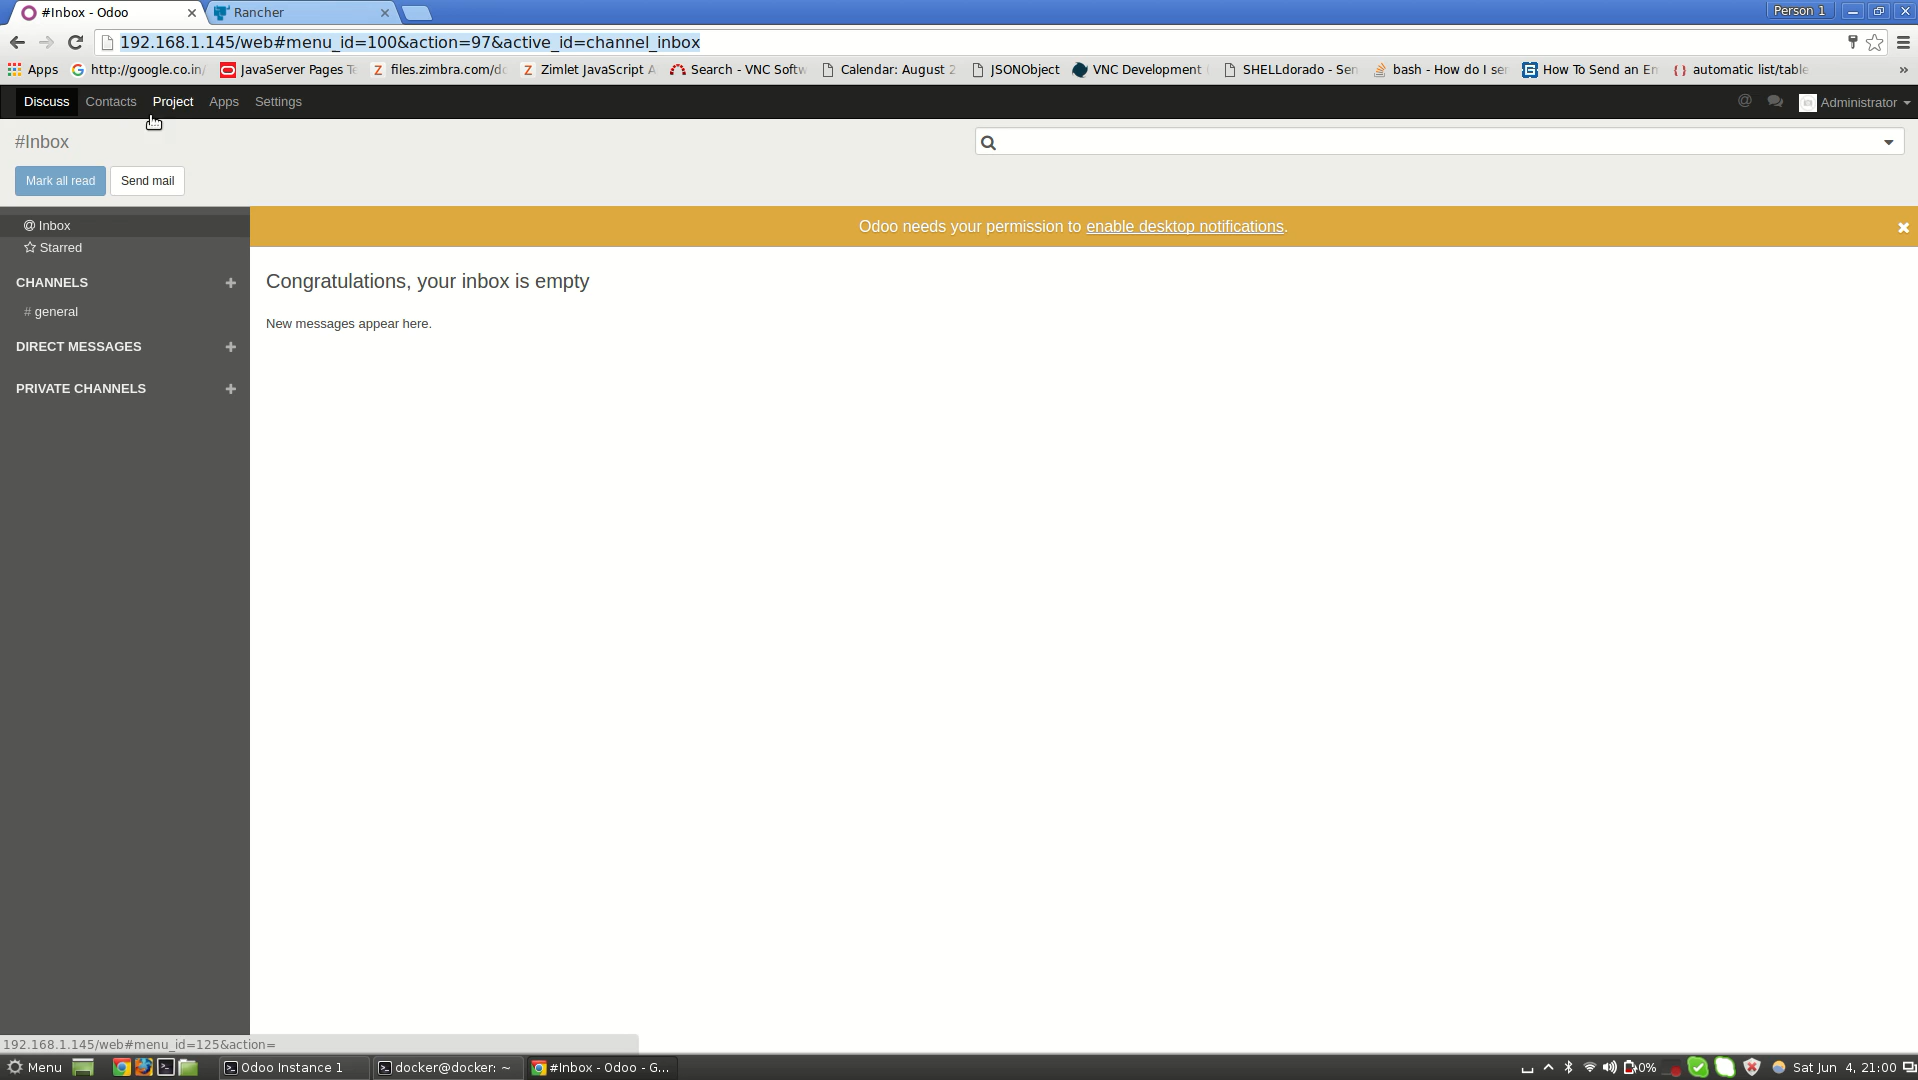 #Inbox - Odoo
Rancher
Person 1
192.168.1.145/web#menu_id=100&action=97&active_id=channel_inbox
Apps http://google.co.in/ JavaServer Pages Te files.zimbra.com/do Zimlet JavaScript A Search - VNC Softw Calendar: August 2 JSONObject VNC Development SHELLdorado - Sen bash - How do I se How To Send an Em automatic list/table »
Discuss Contacts Project Apps Settings
@ Administrator
#Inbox
Mark all read Send mail
@ Inbox
Odoo needs your permission to enable desktop notifications.
Starred
CHANNELS +
Congratulations, your inbox is empty
# general
New messages appear here.
DIRECT MESSAGES +
PRIVATE CHANNELS +
192.168.1.145/web#menu_id=125&action=
Menu Odoo Instance 1 docker@docker: ~ #Inbox - Odoo - G... 0% Sat Jun 4, 21:00